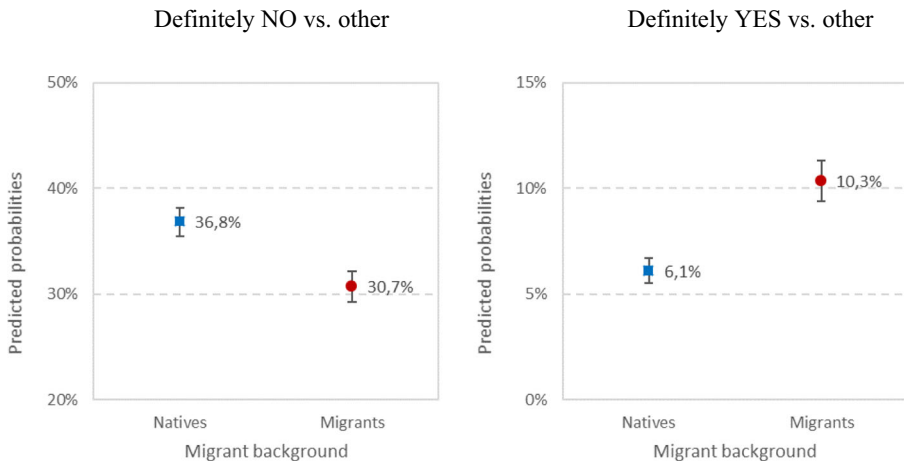 Definitely NO vs. other
50%
40%
30%
20%
Predicted probabilities
36,8%
30,7%
Natives
Migrants
Migrant background
Definitely YES vs. other
15%
10%
5%
0%
Predicted probabilities
10,3%
6,1%
Natives
Migrants
Migrant background